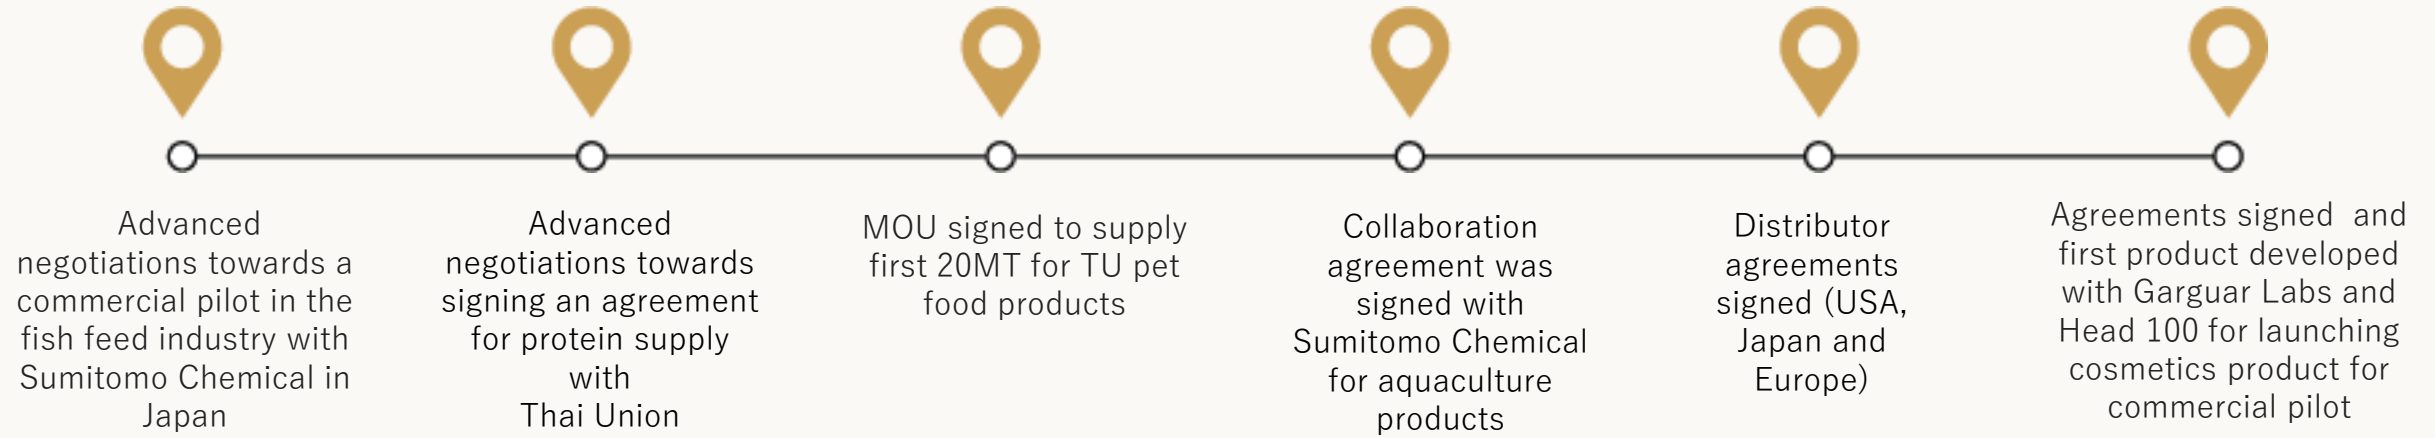 Advanced
negotiations towards a
commercial pilot in the
fish feed industry with
Sumitomo Chemical in
Japan
Advanced
negotiations towards
signing an agreement
for protein supply
with
Thai Union
MOU signed to supply
first 20MT for TU pet
food products
Collaboration
agreement was
signed with
Sumitomo Chemical
for aquaculture
products
Distributor
agreements
signed (USA,
Japan and
Europe)
Agreements signed  and
first product developed
with Garguar Labs and
Head 100 for launching
cosmetics product for
commercial pilot